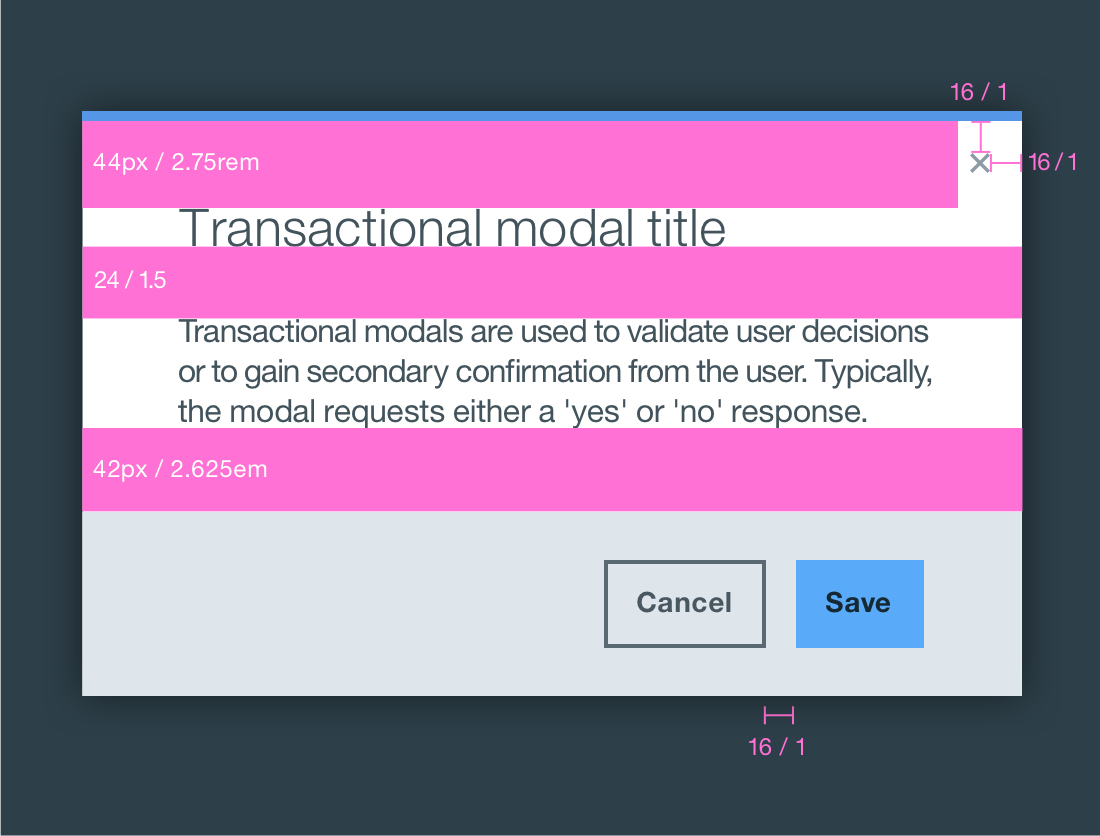 16 / 1
44px / 2.75rem
16 / 1
Transactional modal title
24 / 1.5
Transactional modals are used to validate user decisions
or to gain secondary confirmation from the user. Typically,
the modal requests either a 'yes' or 'no' response.
42px / 2.625em
Cancel
Save
16 / 1